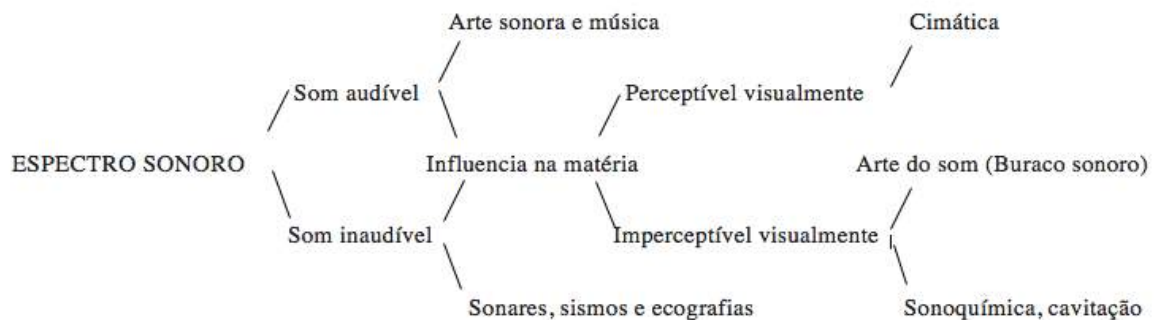 Arte sonora e música
Cimática
Som audível
Perceptível visualmente
ESPECTRO SONORO
Influencia na matéria
Arte do som (Buraco sonoro)
Som inaudível
Imperceptível visualmente
Sonares, sismos e ecografias
Sonoquímica, cavitação